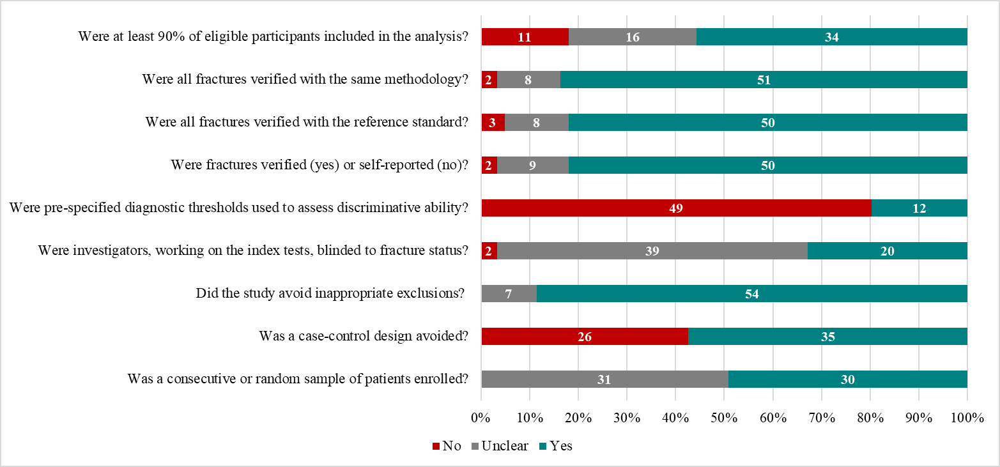 Were at least 90% of eligible participants included in the analysis?
11 16 34
Were all fractures verified with the same methodology?
2 8 51
Were all fractures verified with the reference standard?
3 8 50
Were fractures verified (yes) or self-reported (no)?
2 9 50
Were pre-specified diagnostic thresholds used to assess discriminative ability?
49 12
Were investigators, working on the index tests, blinded to fracture status?
2 39 20
Did the study avoid inappropriate exclusions?
7 54
Was a case-control design avoided?
26 35
Was a consecutive or random sample of patients enrolled?
31 30
0% 10% 20% 30% 40% 50% 60% 70% 80% 90% 100%
No Unclear Yes